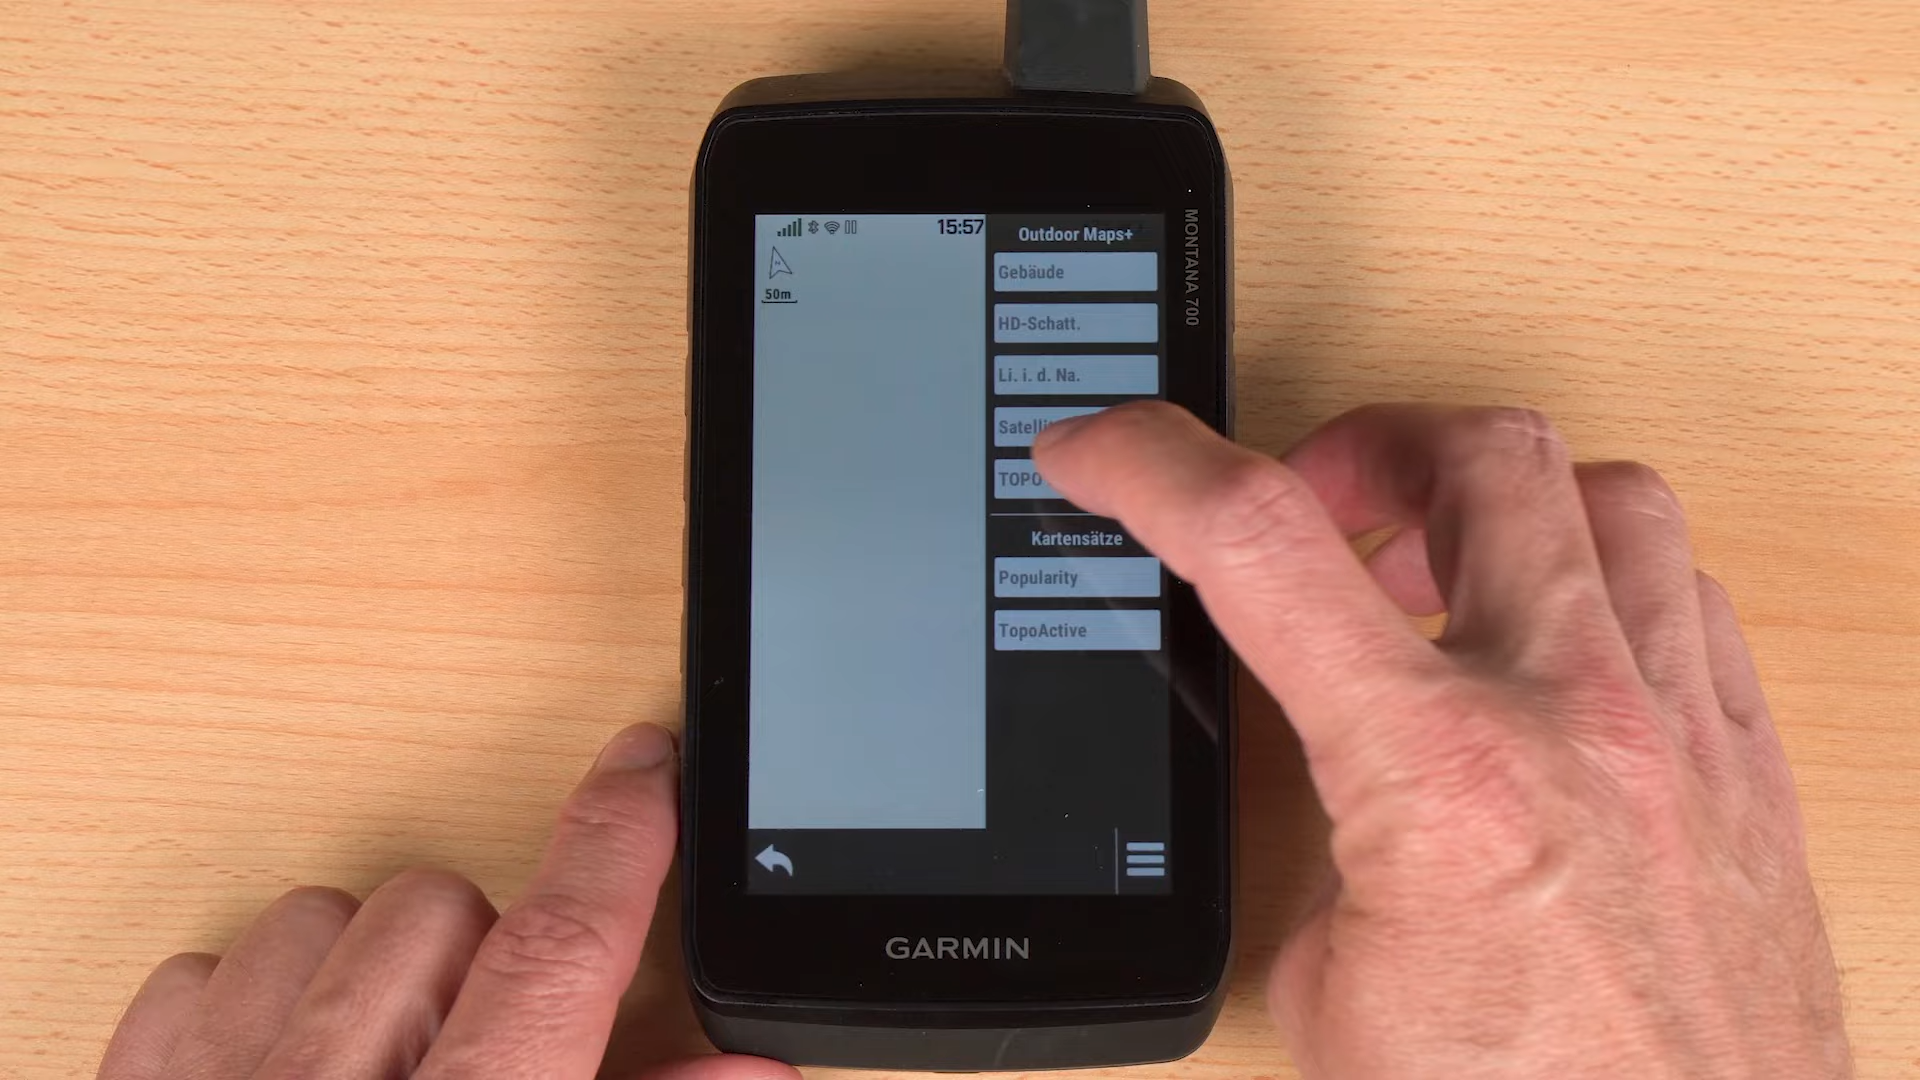 15:57
N
50m
Outdoor Maps+
Gebäude
HD-Schatt.
Li. i. d. Na.
TOPO
Kartensätze
Popularity
TopoActive
MONTANA 700
GARMIN